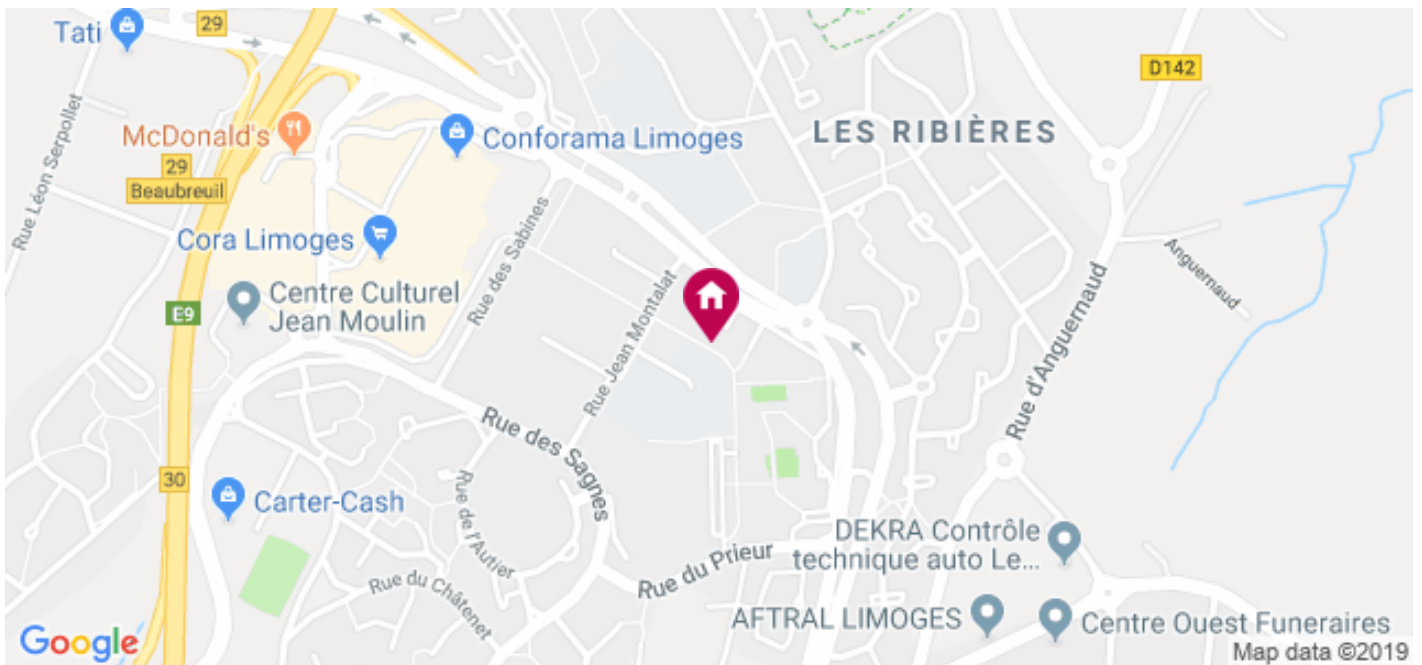 Tati
29
D142
McDonald's
Conforama Limoges
LES RIBIÈRES
29
Beaubreuil
Rue Léon Serpollet
Cora Limoges
Rue des Sabines
Anguernaud
Centre Culturel
Jean Moulin
E9
Rue Jean Montalat
Rue d'Anguernaud
Rue des Sagnes
30
Carter-Cash
Rue de l'Autier
DEKRA Contrôle
technique auto Le...
Rue du Prieur
Rue du Châtenet
AFTRAL LIMOGES
Centre Ouest Funeraires
Google
Map data ©2019